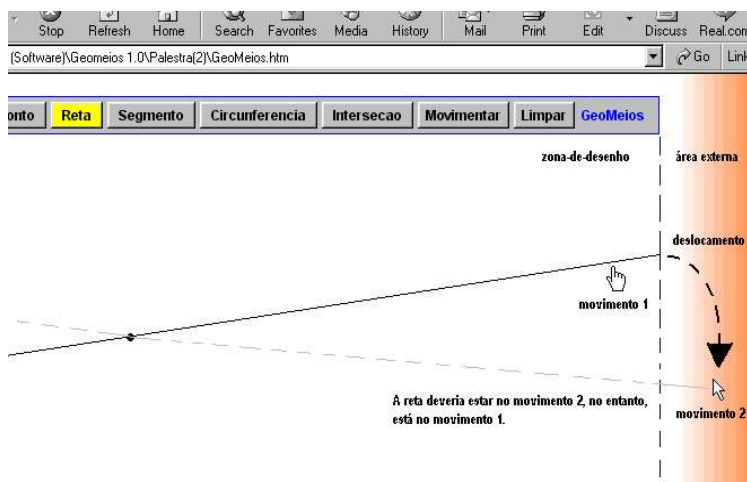 Stop Refresh Home Search Favorites Media History Mail Print Edit Discuss Real.com
(Software)\Geomeios 1.0\Palestra(2)\GeoMeios.htm Go Link
onto Reta Segmento Circunferencia Intersecao Movimentar Limpar GeoMeios
zona-de-desenho área externa
deslocamento
movimento 1
A reta deveria estar no movimento 2, no entanto,
está no movimento 1.
movimento 2